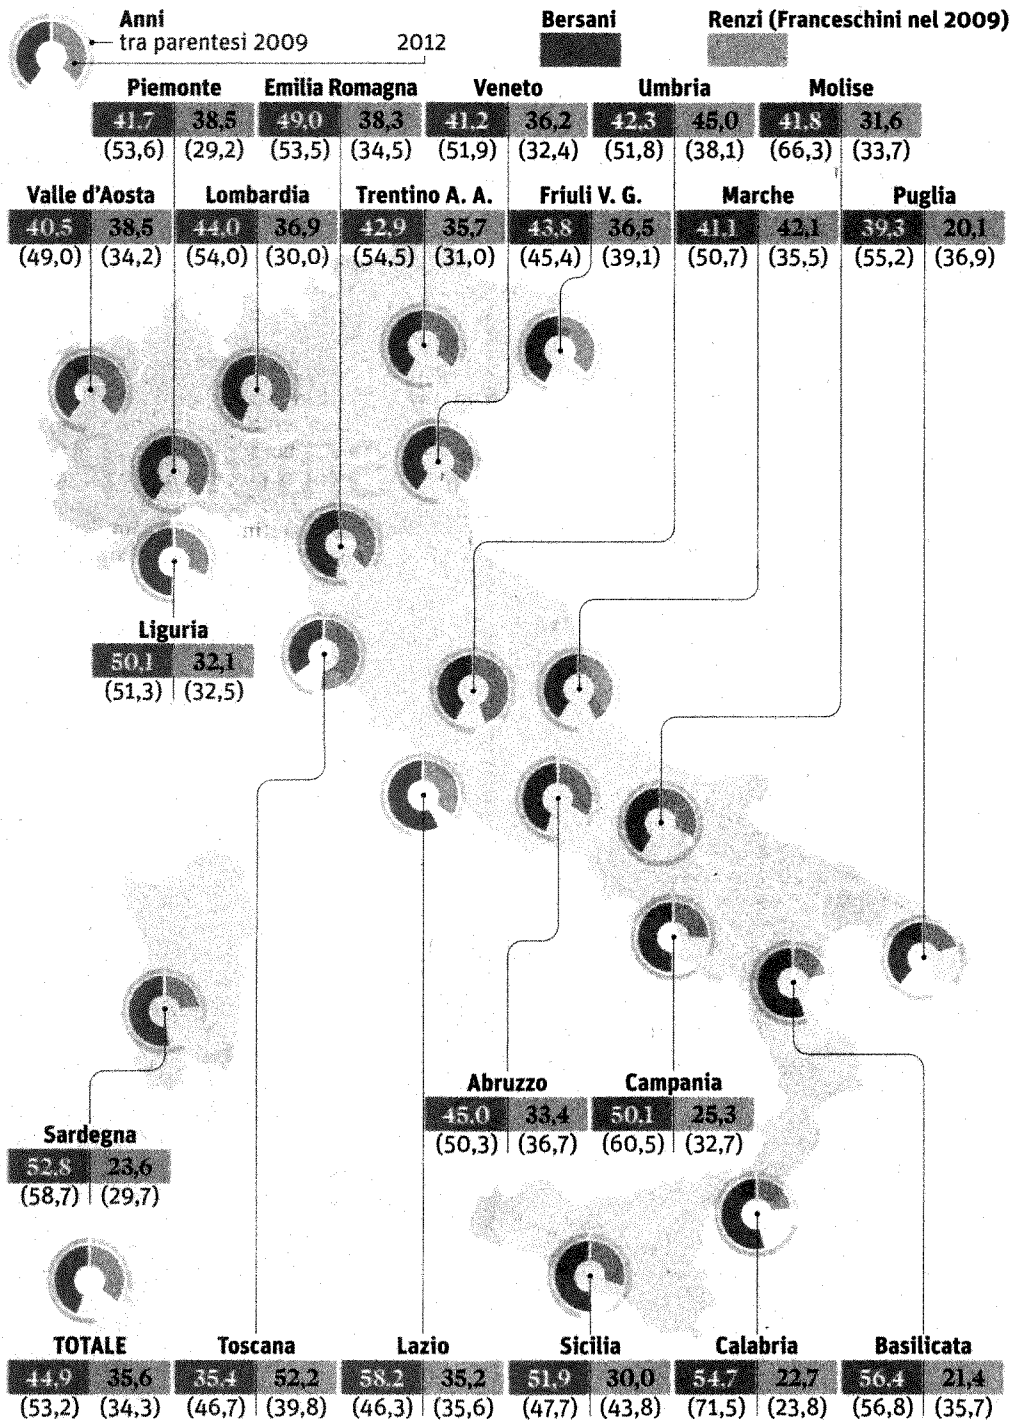 Anni
tra parentesi 2009
2012
Bersani
Renzi (Franceschini nel 2009)
Piemonte
41.7 38,5
(53,6) (29,2)
Emilia Romagna
49.0 38,3
(53,5) (34,5)
Veneto
41.2 36,2
(51,9) (32,4)
Umbria
42.3 45,0
(51,8) (38,1)
Molise
41.8 31,6
(66,3) (33,7)
Valle d'Aosta
40.5 38,5
(49,0) (34,2)
Lombardia
44.0 36,9
(54,0) (30,0)
Trentino A. A.
42.9 35,7
(54,5) (31,0)
Friuli V. G.
43.8 36,5
(45,4) (39,1)
Marche
41.1 42,1
(50,7) (35,5)
Puglia
39.3 20,1
(55,2) (36,9)
Liguria
50.1 32,1
(51,3) (32,5)
Abruzzo
45.0 33,4
(50,3) (36,7)
Campania
50.1 25,3
(60,5) (32,7)
Sardegna
52.8 23,6
(58,7) (29,7)
TOTALE
44.9 35,6
(53,2) (34,3)
Toscana
35.4 52,2
(46,7) (39,8)
Lazio
58.2 35,2
(46,3) (35,6)
Sicilia
51.9 30,0
(47,7) (43,8)
Calabria
54.7 22,7
(71,5) (23,8)
Basilicata
56.4 21,4
(56,8) (35,7)